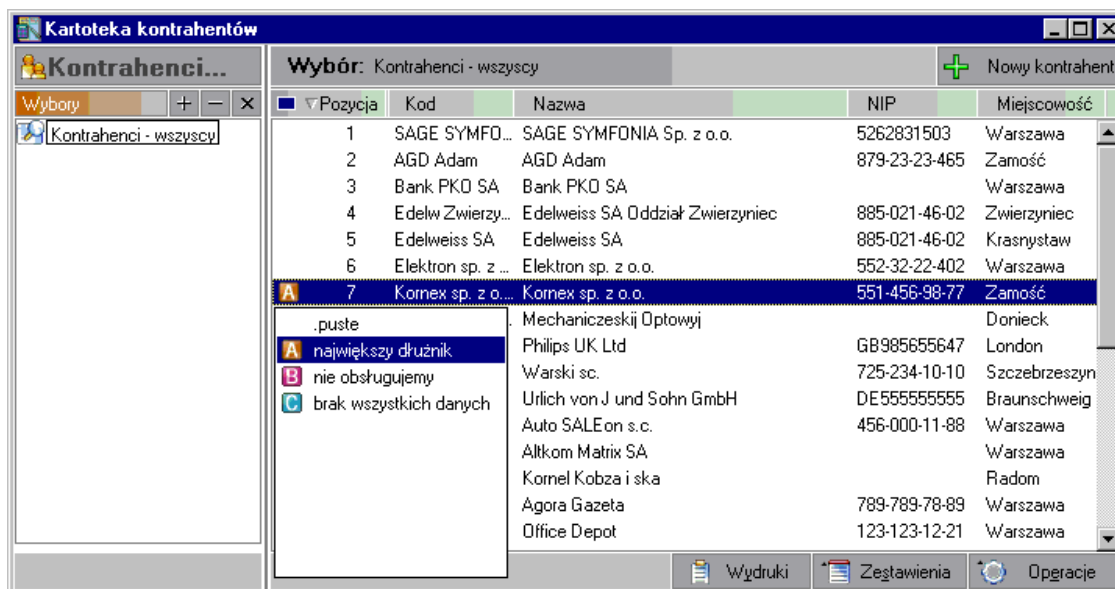 Kartoteka kontrahentów
Kontrahenci...
Wybór: Kontrahenci - wszyscy
Nowy kontrahent
Wybory
Pozycja Kod Nazwa NIP Miejscowość
Kontrahenci - wszyscy
1 SAGE SYMFO... SAGE SYMFONIA Sp. z o.o. 5262831503 Warszawa
2 AGD Adam AGD Adam 879-23-23-465 Zamość
3 Bank PKO SA Bank PKO SA Warszawa
4 Edelw Zwierzy... Edelweiss SA Oddział Zwierzyniec 885-021-46-02 Zwierzyniec
5 Edelweiss SA Edelweiss SA 885-021-46-02 Krasnystaw
6 Elektron sp. z ... Elektron sp. z o.o. 552-32-22-402 Warszawa
A 7 Kornex sp. z o.... Kornex sp. z o.o. 551-456-98-77 Zamość
.puste
A największy dłużnik
B nie obsługujemy
C brak wszystkich danych
Mechaniczeskij Optowyj Donieck
Philips UK Ltd GB985655647 London
Warski sc. 725-234-10-10 Szczebrzeszyn
Urlich von J und Sohn GmbH DE555555555 Braunschweig
Auto SALEon s.c. 456-000-11-88 Warszawa
Altkom Matrix SA Warszawa
Kornel Kobza i ska Radom
Agora Gazeta 789-789-78-89 Warszawa
Office Depot 123-123-12-21 Warszawa
Wydruki Zestawienia Operacje